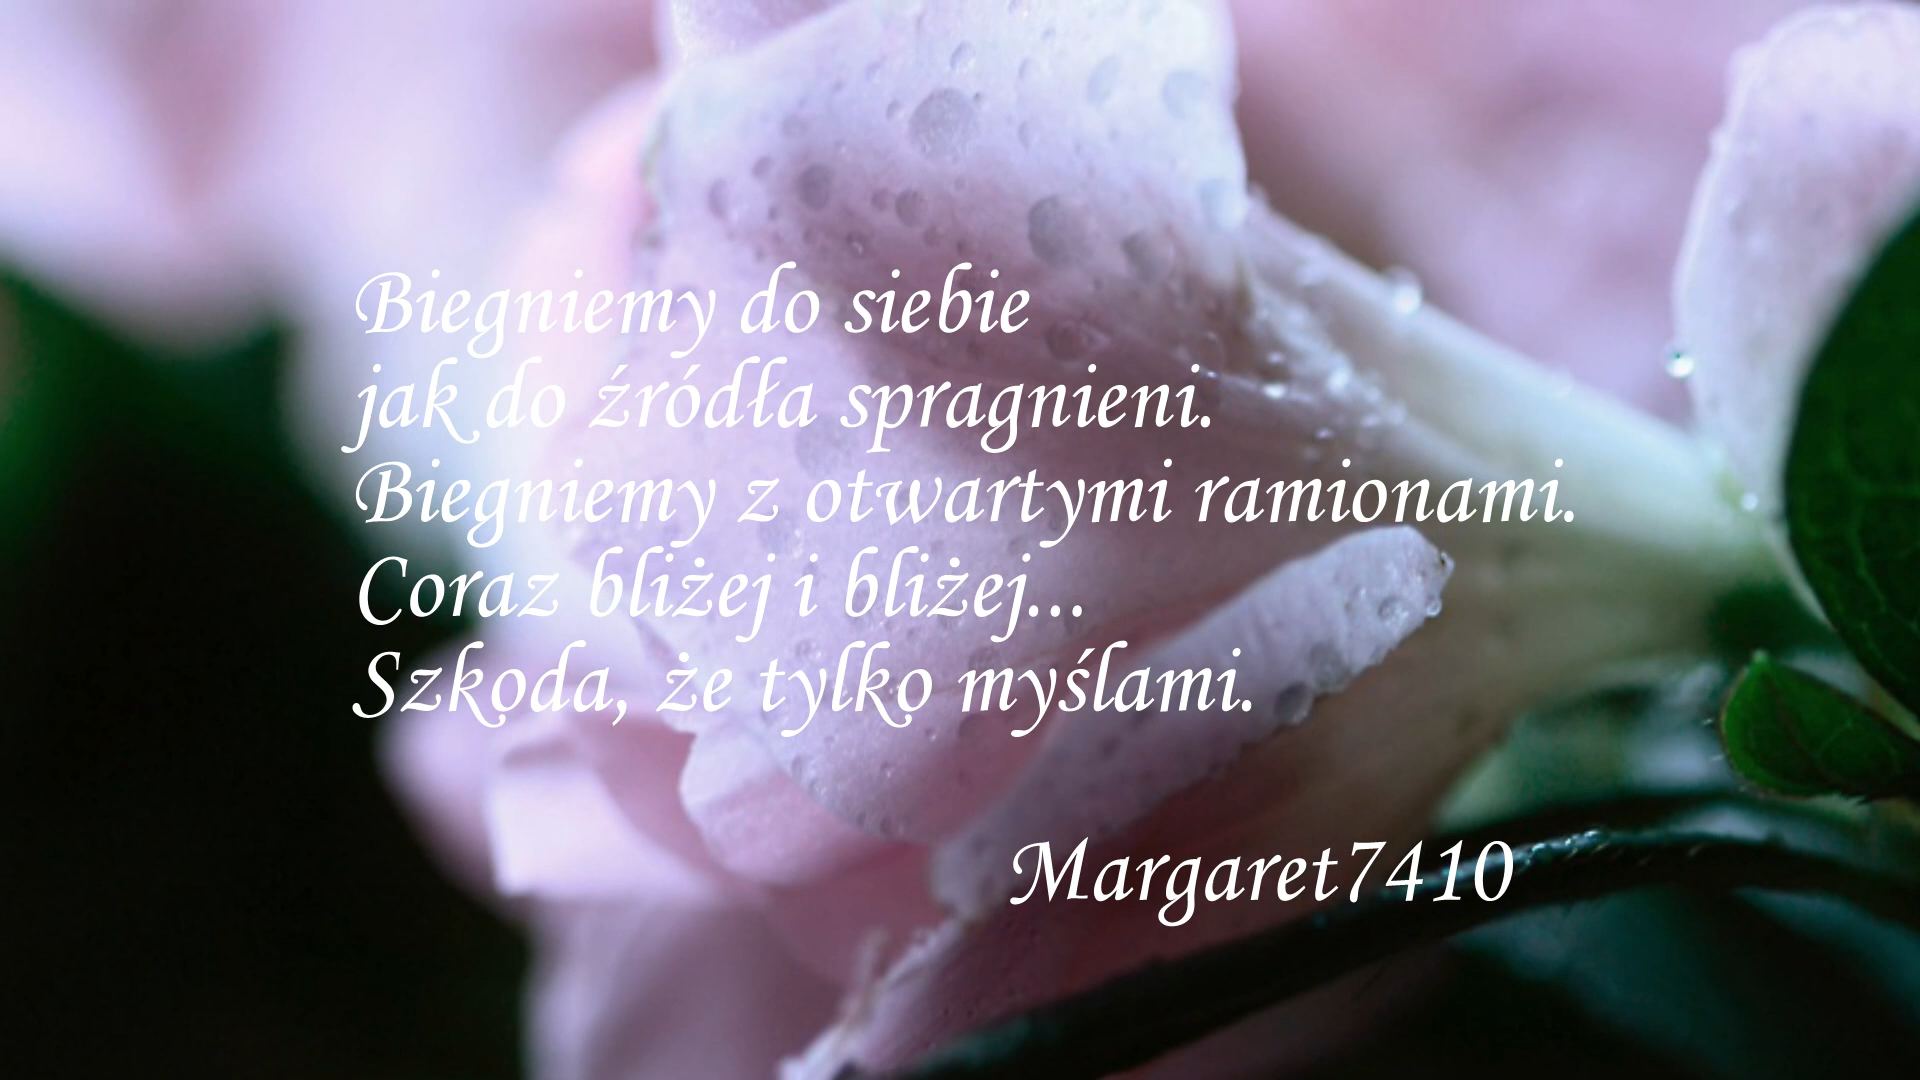 Biegniemy do siebie
jak do źródła spragnieni.
Biegniemy z otwartymi ramionami.
Coraz bliżej i bliżej...
Szkoda, że tylko myślami.
Margaret7410